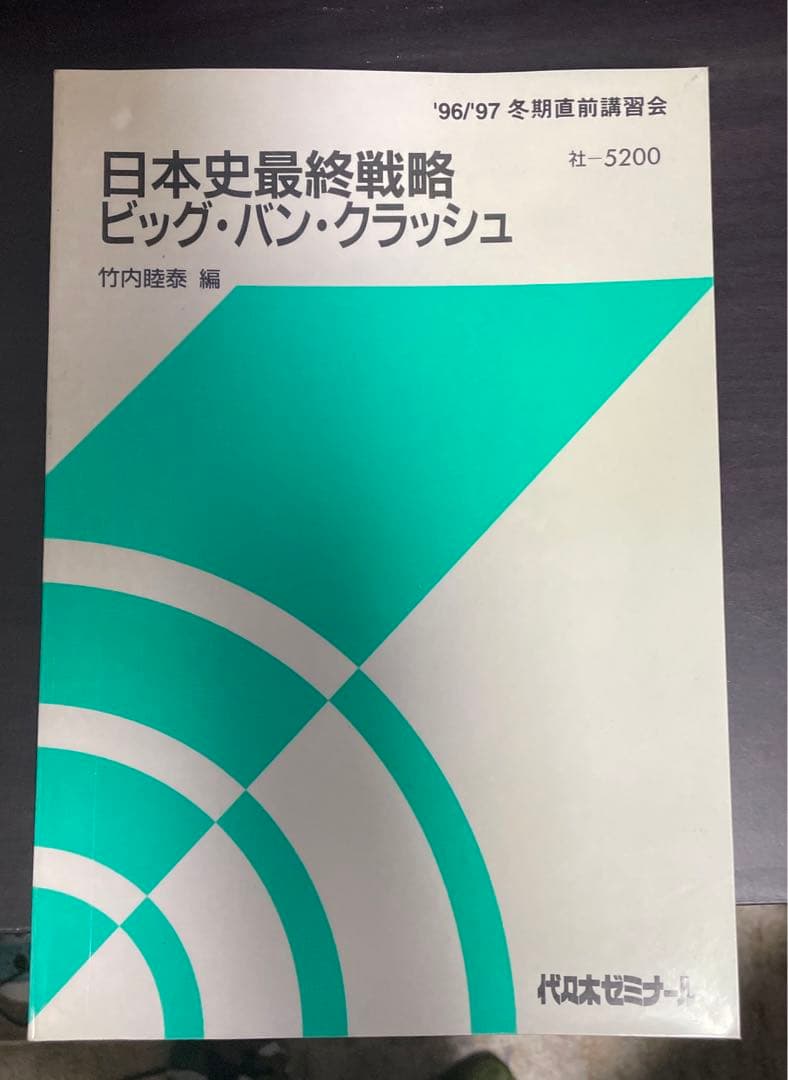 '96/'97 冬期直前講習会
社−5200
日本史最終戦略
ビッグ・バン・クラッシュ
竹内睦泰 編
代々木ゼミナール